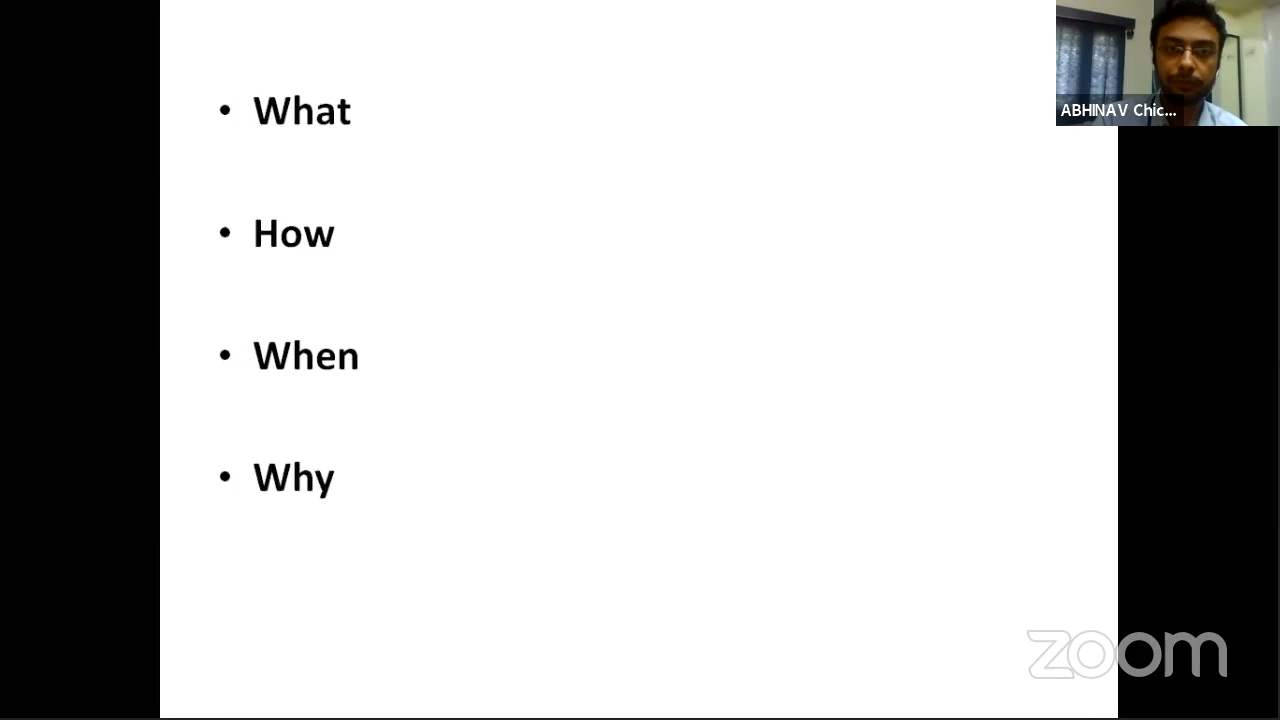 • What
• How
• When
• Why
ABHINAV Chic...
zoom